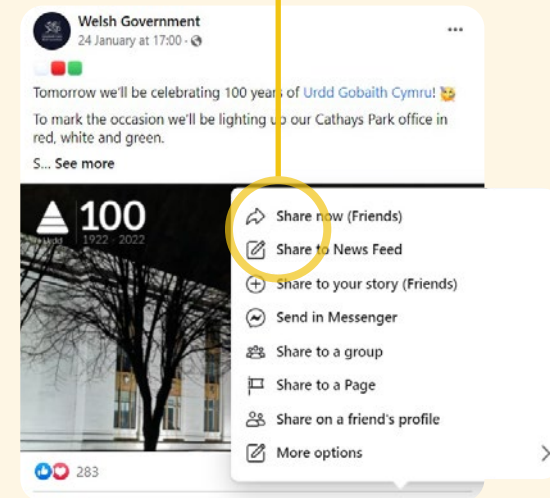 Welsh Government
24 January at 17:00 ·
Tomorrow we'll be celebrating 100 years of Urdd Gobaith Cymru!
To mark the occasion we'll be lighting up our Cathays Park office in
red, white and green.
S... See more
100
Urdd 1922 - 2022
Share now (Friends)
Share to News Feed
Share to your story (Friends)
Send in Messenger
Share to a group
Share to a Page
Share on a friend's profile
More options
283